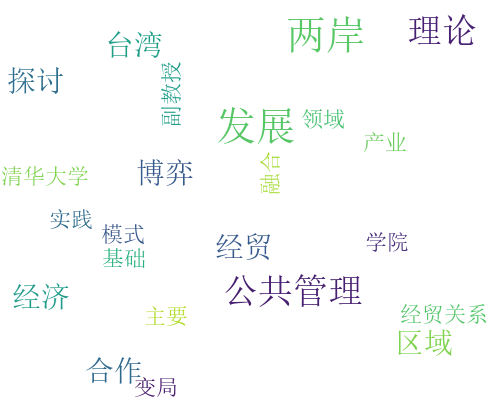 两岸
理论
台湾
探讨
副教授
发展
领域
产业
融合
博弈
清华大学
实践
模式
学院
经贸
基础
公共管理
经济
主要
经贸关系
区域
合作
变局